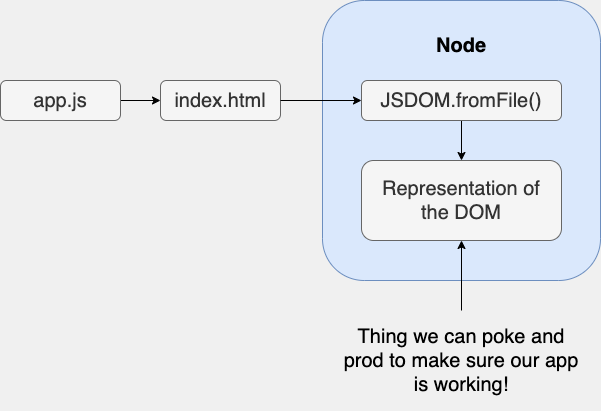 Node
app.js
index.html
JSDOM.fromFile()
Representation of
the DOM
Thing we can poke and
prod to make sure our app
is working!